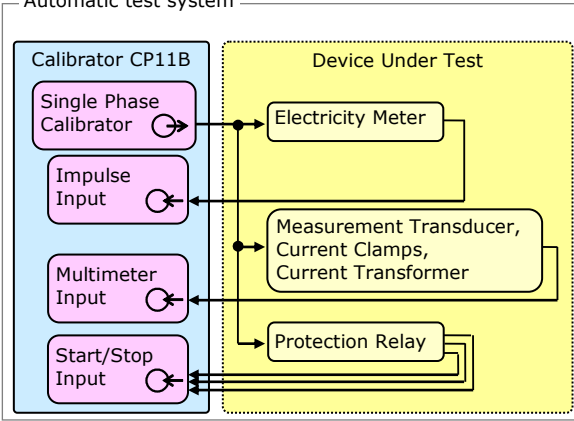 Automatic test system
Calibrator CP11B
Device Under Test
Single Phase
Calibrator
Electricity Meter
Impulse
Input
Measurement Transducer,
Current Clamps,
Current Transformer
Multimeter
Input
Protection Relay
Start/Stop
Input